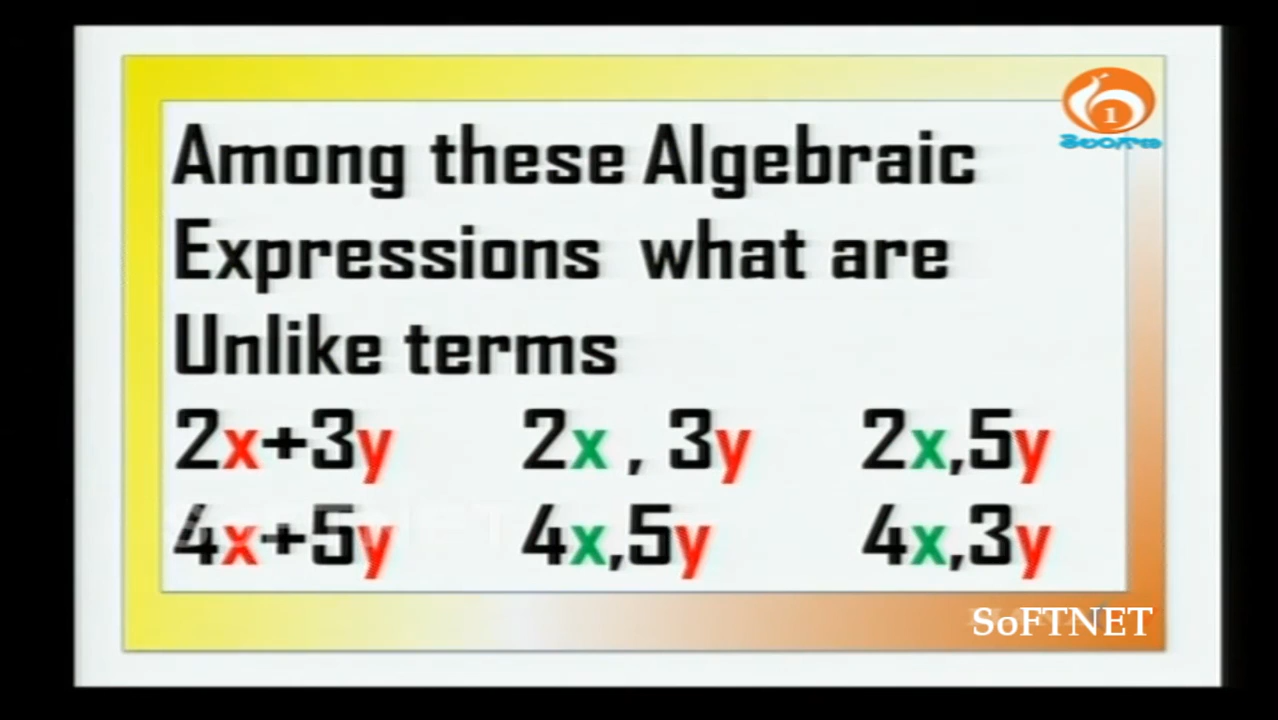 1
Among these Algebraic
Expressions what are
Unlike terms
2x+3y 2x , 3y 2x,5y
4x+5y 4x,5y 4x,3y
SoFTNET